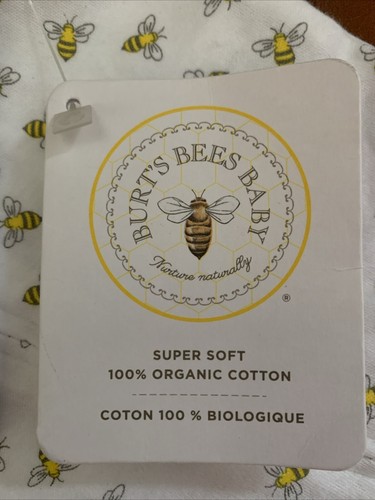 BURT'S BEES BABY
Nurture naturally
®
SUPER SOFT
100% ORGANIC COTTON
COTON 100 % BIOLOGIQUE